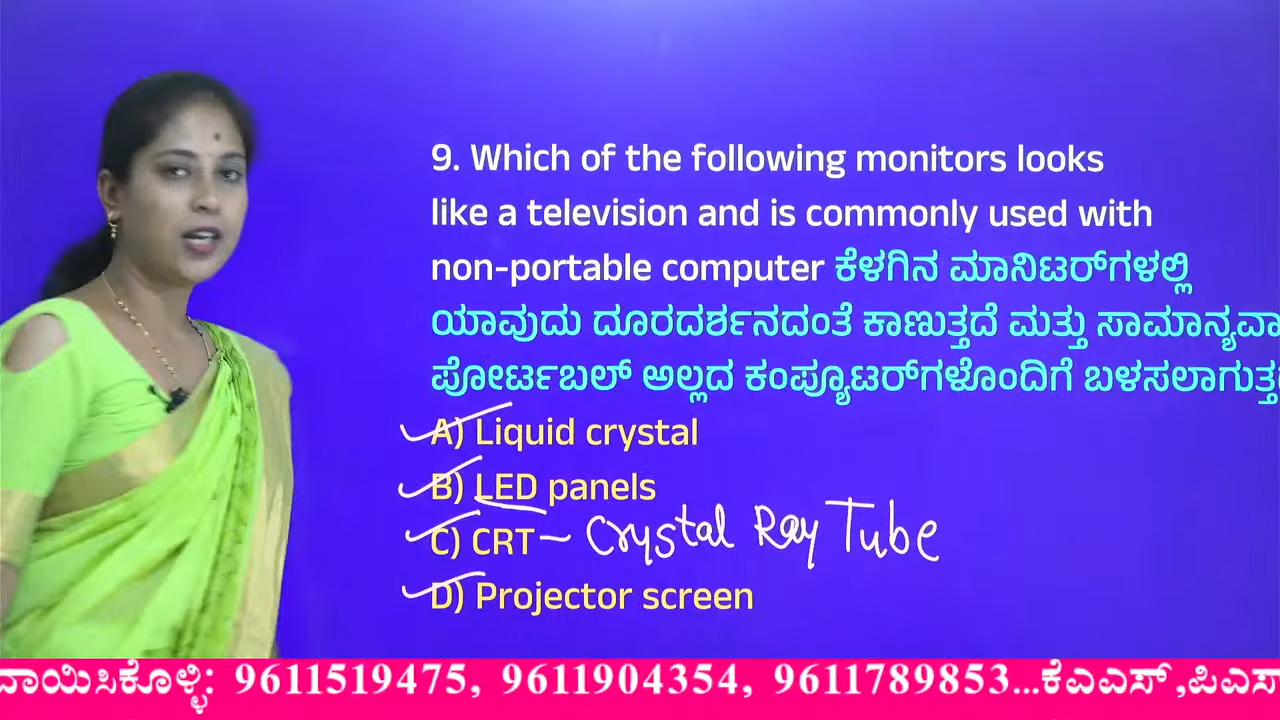 9. Which of the following monitors looks
like a television and is commonly used with
non-portable computer ಕೆಳಗಿನ ಮಾನಿಟರ್‌ಗಳಲ್ಲಿ
ಯಾವುದು ದೂರದರ್ಶನದಂತೆ ಕಾಣುತ್ತದೆ ಮತ್ತು ಸಾಮಾನ್ಯವಾ
ಪೋರ್ಟಬಲ್ ಅಲ್ಲದ ಕಂಪ್ಯೂಟರ್‌ಗಳೊಂದಿಗೆ ಬಳಸಲಾಗುತ್ತ
A) Liquid crystal
B) LED panels
C) CRT – Crystal Ray Tube
D) Projector screen
ದಾಯಿಸಿಕೊಳ್ಳಿ: 9611519475, 9611904354, 9611789853...ಕೆಎಎಸ್ ,ಪಿಎಸ